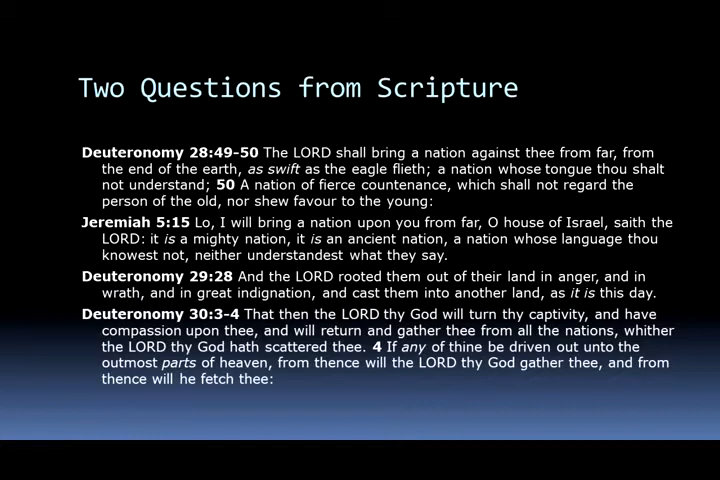 Two Questions from Scripture
Deuteronomy 28:49-50 The LORD shall bring a nation against thee from far, from
the end of the earth, as swift as the eagle flieth; a nation whose tongue thou shalt
not understand; 50 A nation of fierce countenance, which shall not regard the
person of the old, nor shew favour to the young:
Jeremiah 5:15 Lo, I will bring a nation upon you from far, O house of Israel, saith the
LORD: it is a mighty nation, it is an ancient nation, a nation whose language thou
knowest not, neither understandest what they say.
Deuteronomy 29:28 And the LORD rooted them out of their land in anger, and in
wrath, and in great indignation, and cast them into another land, as it is this day.
Deuteronomy 30:3-4 That then the LORD thy God will turn thy captivity, and have
compassion upon thee, and will return and gather thee from all the nations, whither
the LORD thy God hath scattered thee. 4 If any of thine be driven out unto the
outmost parts of heaven, from thence will the LORD thy God gather thee, and from
thence will he fetch thee: